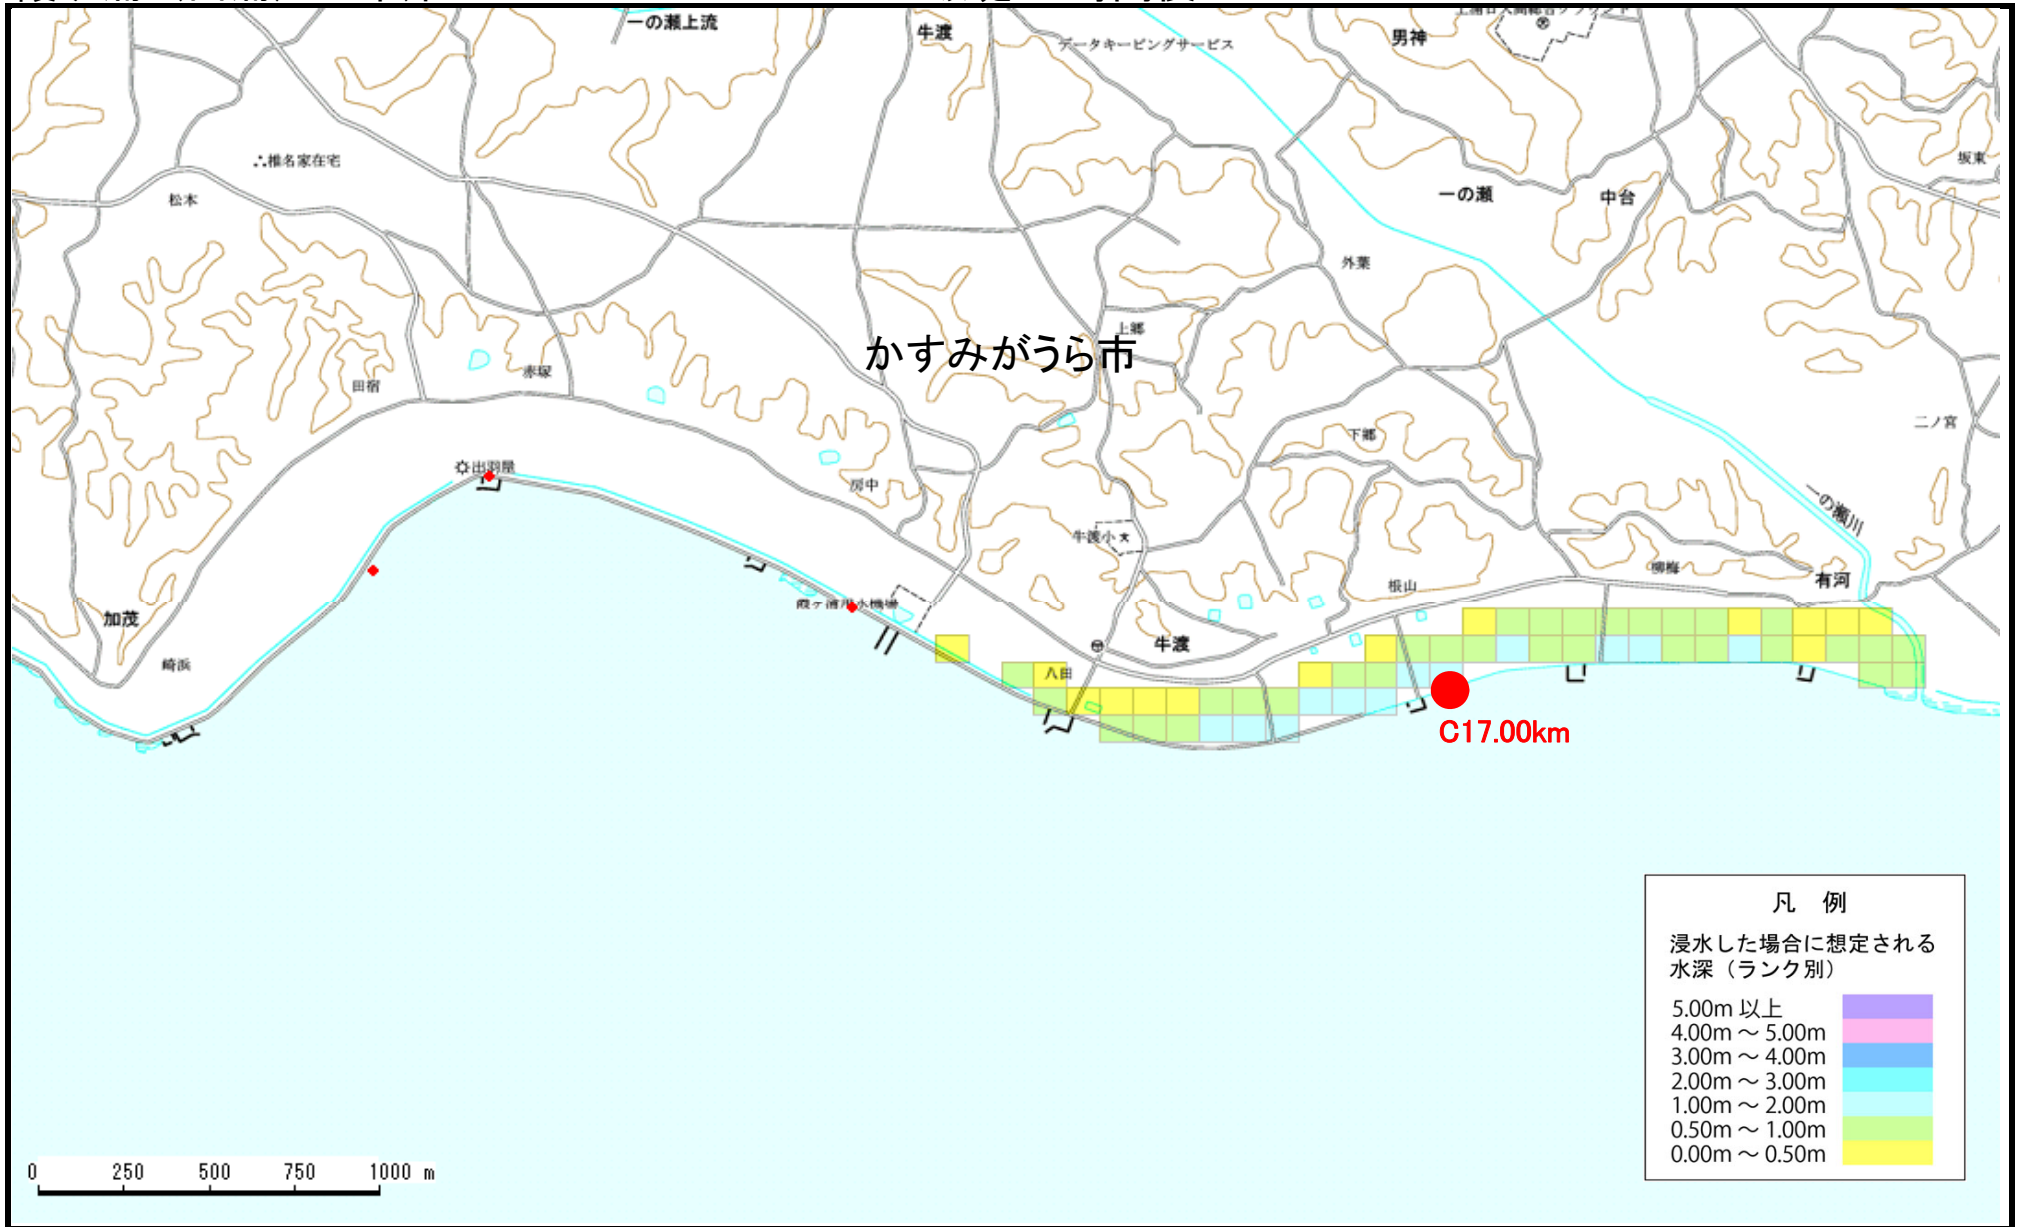 一の瀬上流
牛渡
データキーピングサービス
男神
∴椎名家在宅
松本
坂東
一の瀬
中台
外葉
上郷
かすみがうら市
赤塚
田宿
二ノ宮
下郷
出羽屋
房中
一の瀬川
牛渡小
柳梅
有河
根山
霞ヶ浦用水機場
加茂
牛渡
崎浜
八田
C17.00km
凡 例
浸水した場合に想定される
水深（ランク別）
5.00m 以上
4.00m ～ 5.00m
3.00m ～ 4.00m
2.00m ～ 3.00m
1.00m ～ 2.00m
0.50m ～ 1.00m
0.00m ～ 0.50m
0 250 500 750 1000 m